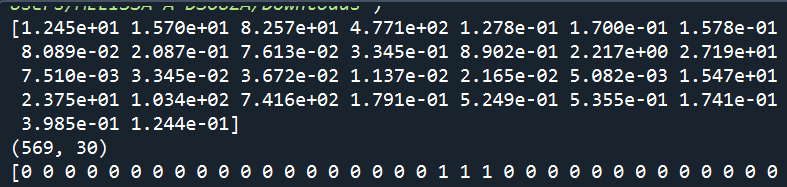 [1.245e+01 1.570e+01 8.257e+01 4.771e+02 1.278e-01 1.700e-01 1.578e-01
8.089e-02 2.087e-01 7.613e-02 3.345e-01 8.902e-01 2.217e+00 2.719e+01
7.510e-03 3.345e-02 3.672e-02 1.137e-02 2.165e-02 5.082e-03 1.547e+01
2.375e+01 1.034e+02 7.416e+02 1.791e-01 5.249e-01 5.355e-01 1.741e-01
3.985e-01 1.244e-01]
(569, 30)
[0 0 0 0 0 0 0 0 0 0 0 0 0 0 0 0 0 0 0 1 1 1 0 0 0 0 0 0 0 0 0 0 0 0 0